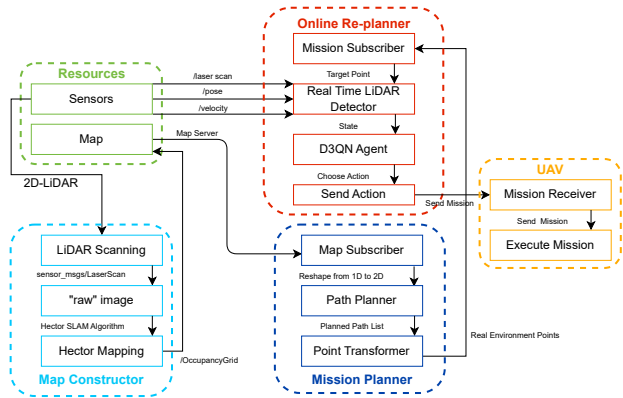 Online Re-planner
Mission Subscriber
Target Point
Real Time LiDAR
Detector
State
D3QN Agent
Choose Action
Send Action
Resources
Sensors
Map
/laser scan
/pose
/velocity
Map Server
2D-LiDAR
UAV
Mission Receiver
Send Mission
Execute Mission
Send Mission
LiDAR Scanning
sensor_msgs/LaserScan
"raw" image
Hector SLAM Algorithm
Hector Mapping
/OccupancyGrid
Map Constructor
Map Subscriber
Reshape from 1D to 2D
Path Planner
Planned Path List
Point Transformer
Real Environment Points
Mission Planner